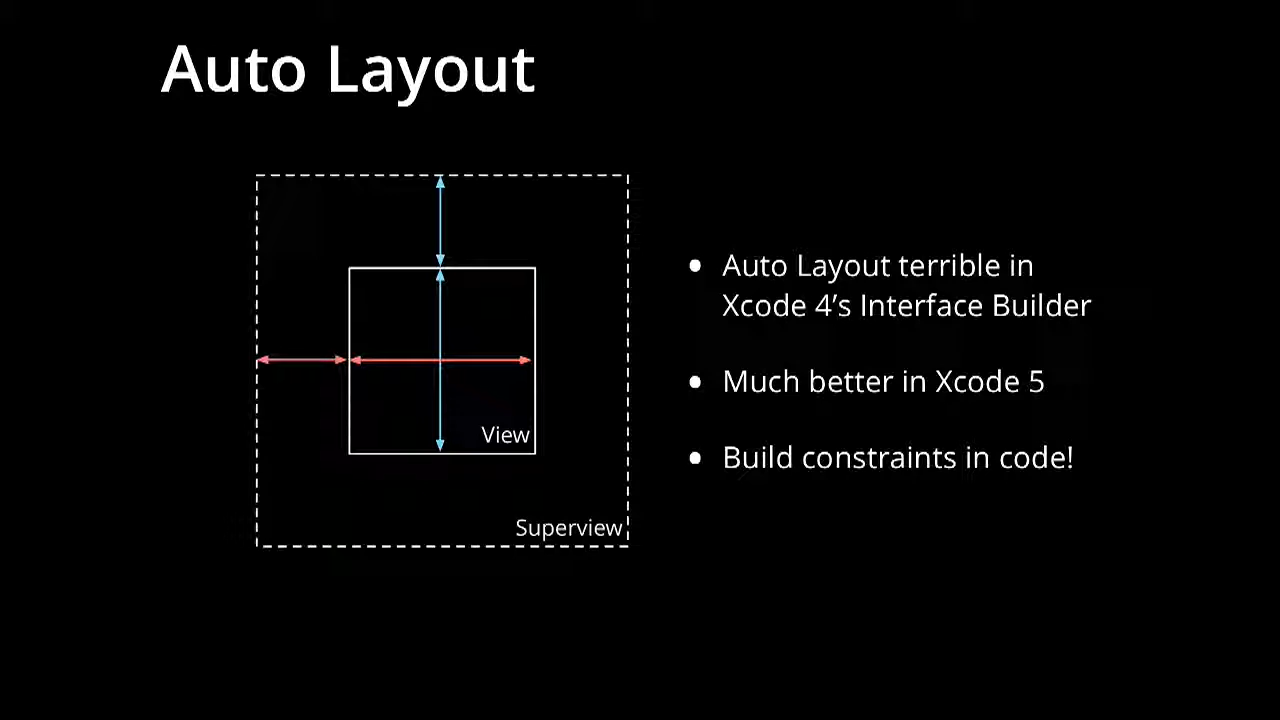 Auto Layout
View
Superview
• Auto Layout terrible in
Xcode 4’s Interface Builder
• Much better in Xcode 5
• Build constraints in code!